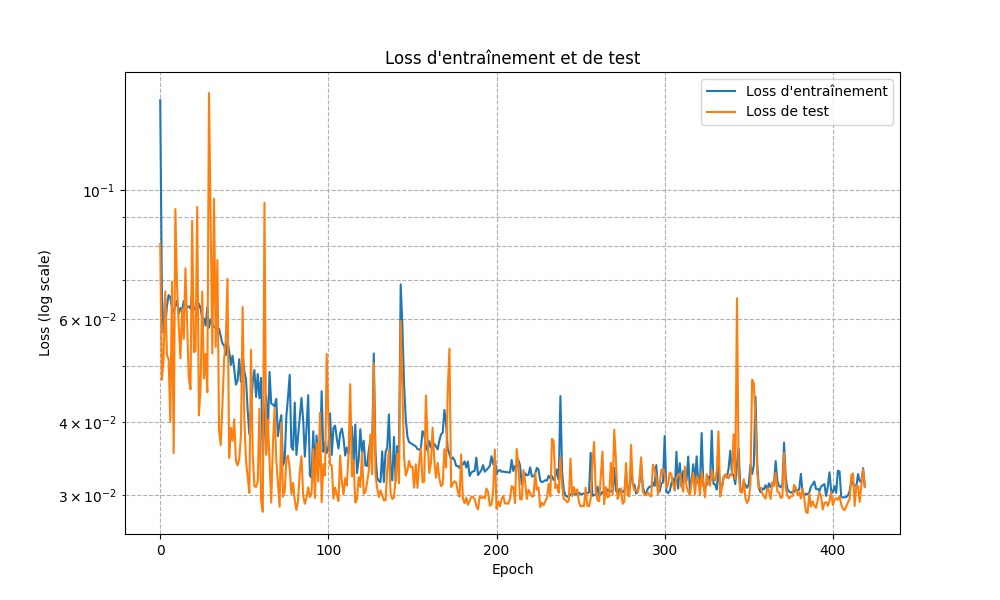 Loss d'entraînement et de test
Loss d'entraînement
Loss de test
10⁻¹
6 × 10⁻²
4 × 10⁻²
3 × 10⁻²
Loss (log scale)
0 100 200 300 400
Epoch